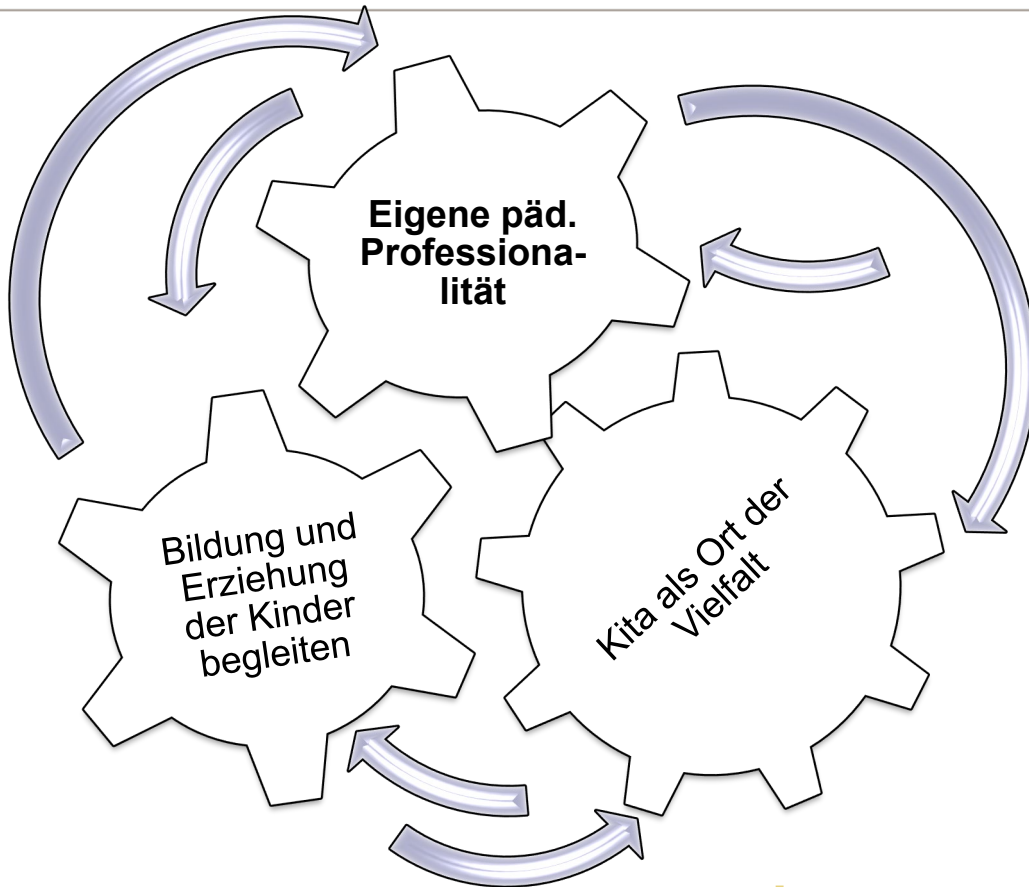 Eigene päd.
Professiona-
lität
Bildung und
Erziehung
der Kinder
begleiten
Kita als Ort der
Vielfalt